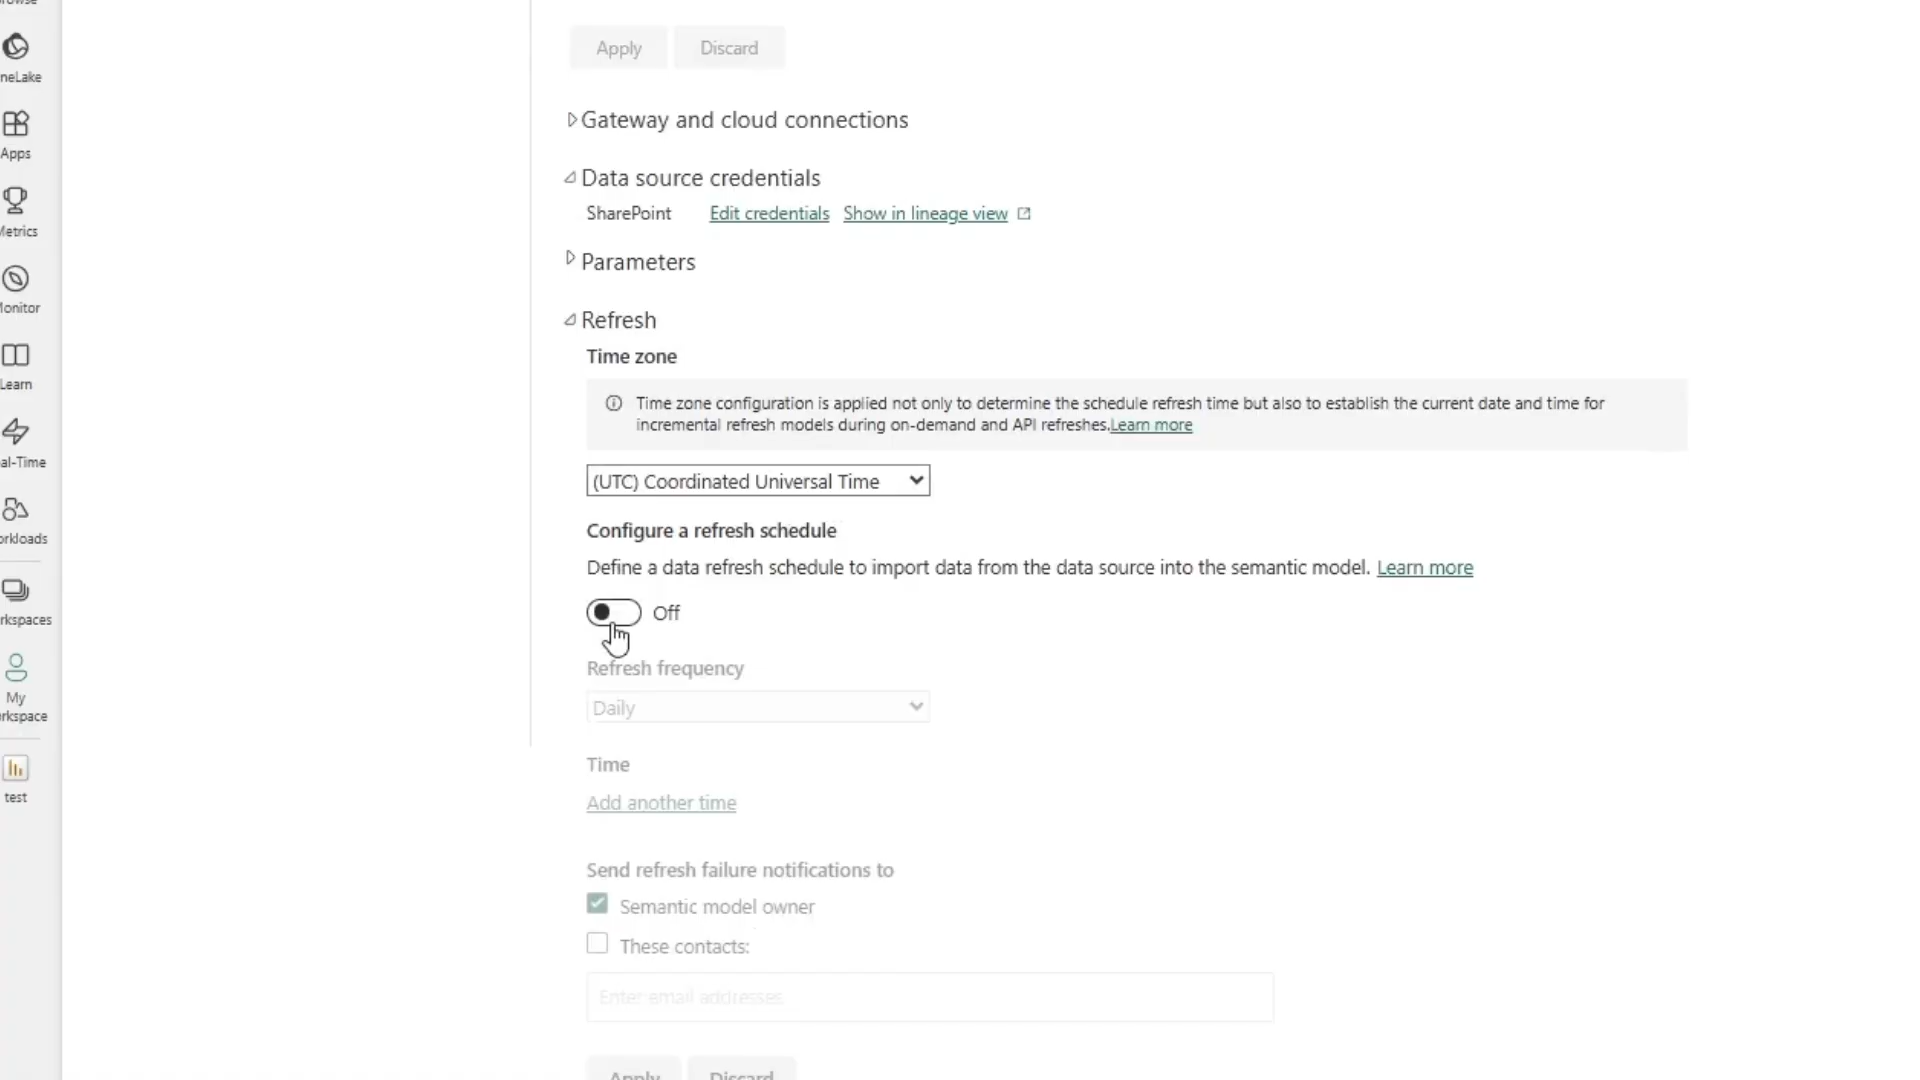 Apply
Discard
neLake
Apps
Metrics
Monitor
Learn
al-Time
orkloads
rkspaces
My
rkspace
test
Gateway and cloud connections
Data source credentials
SharePoint Edit credentials Show in lineage view
Parameters
Refresh
Time zone
Time zone configuration is applied not only to determine the schedule refresh time but also to establish the current date and time for
incremental refresh models during on-demand and API refreshes.Learn more
(UTC) Coordinated Universal Time
Configure a refresh schedule
Define a data refresh schedule to import data from the data source into the semantic model. Learn more
Off
Refresh frequency
Daily
Time
Add another time
Send refresh failure notifications to
Semantic model owner
These contacts:
Enter email addresses
Apply
Discard